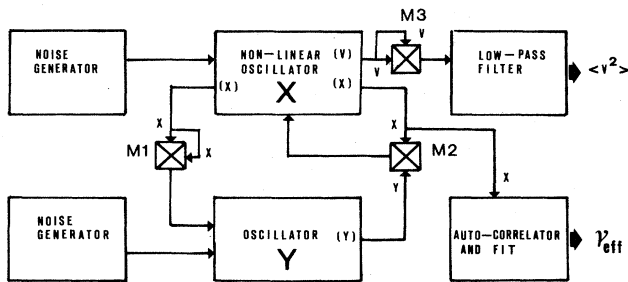 NOISE
GENERATOR
NON-LINEAR
OSCILLATOR
X
(V)
(X)
(X)
M3
V
V
LOW-PASS
FILTER
<V²>
X
X
M1
X
M2
Y
X
NOISE
GENERATOR
OSCILLATOR
Y
(Y)
AUTO-CORRELATOR
AND FIT
γeff